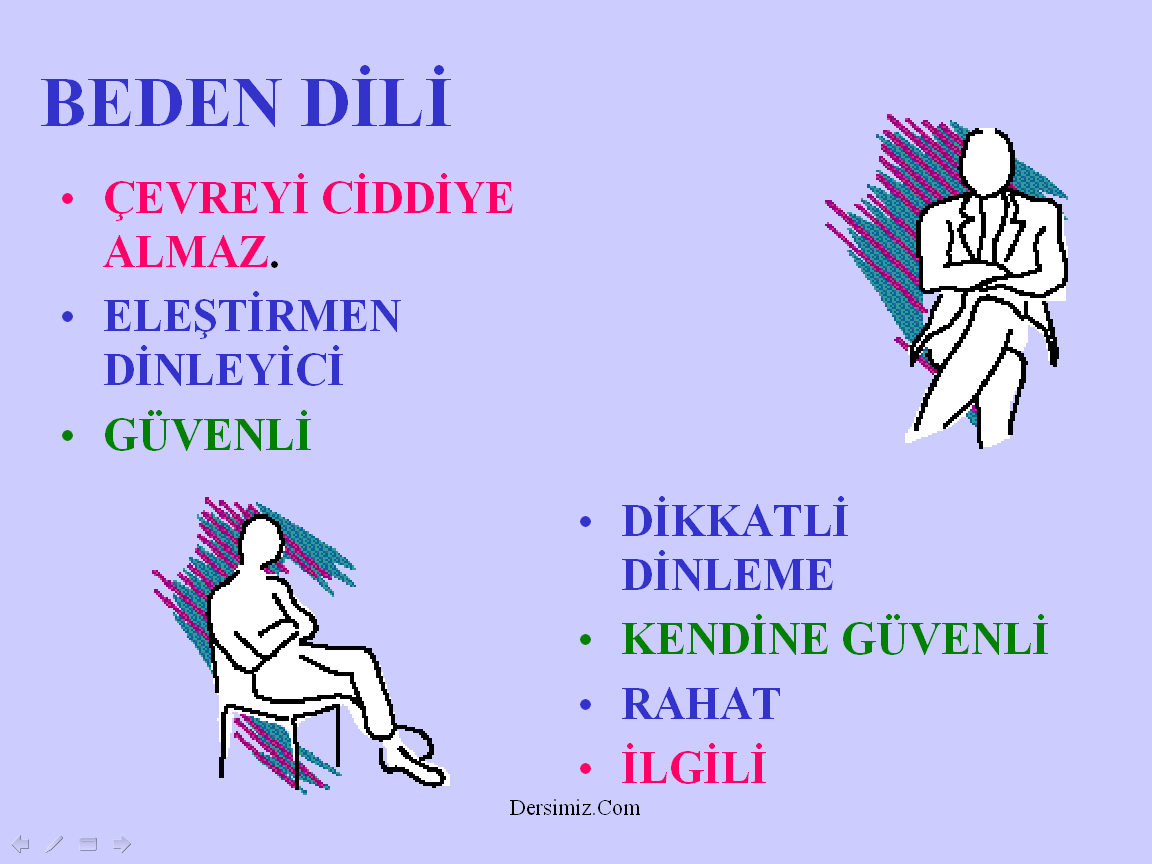 BEDEN DİLİ
• ÇEVREYİ CİDDİYE
ALMAZ.
• ELEŞTİRMEN
DİNLEYİCİ
• GÜVENLİ
• DİKKATLİ
DİNLEME
• KENDİNE GÜVENLİ
• RAHAT
• İLGİLİ
Dersimiz.Com